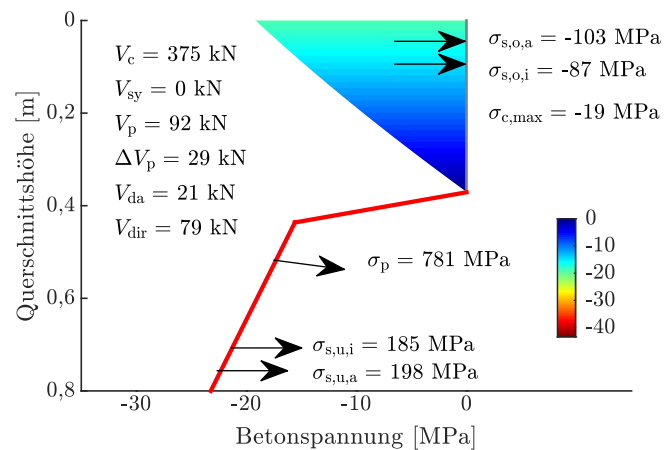 V_c = 375 kN
V_sy = 0 kN
V_p = 92 kN
ΔV_p = 29 kN
V_da = 21 kN
V_dir = 79 kN
σ_s,o,a = -103 MPa
σ_s,o,i = -87 MPa
σ_c,max = -19 MPa
σ_p = 781 MPa
σ_s,u,i = 185 MPa
σ_s,u,a = 198 MPa
0
-10
-20
-30
-40
0
0,2
0,4
0,6
0,8
Querschnittshöhe [m]
-30
-20
-10
0
Betonspannung [MPa]